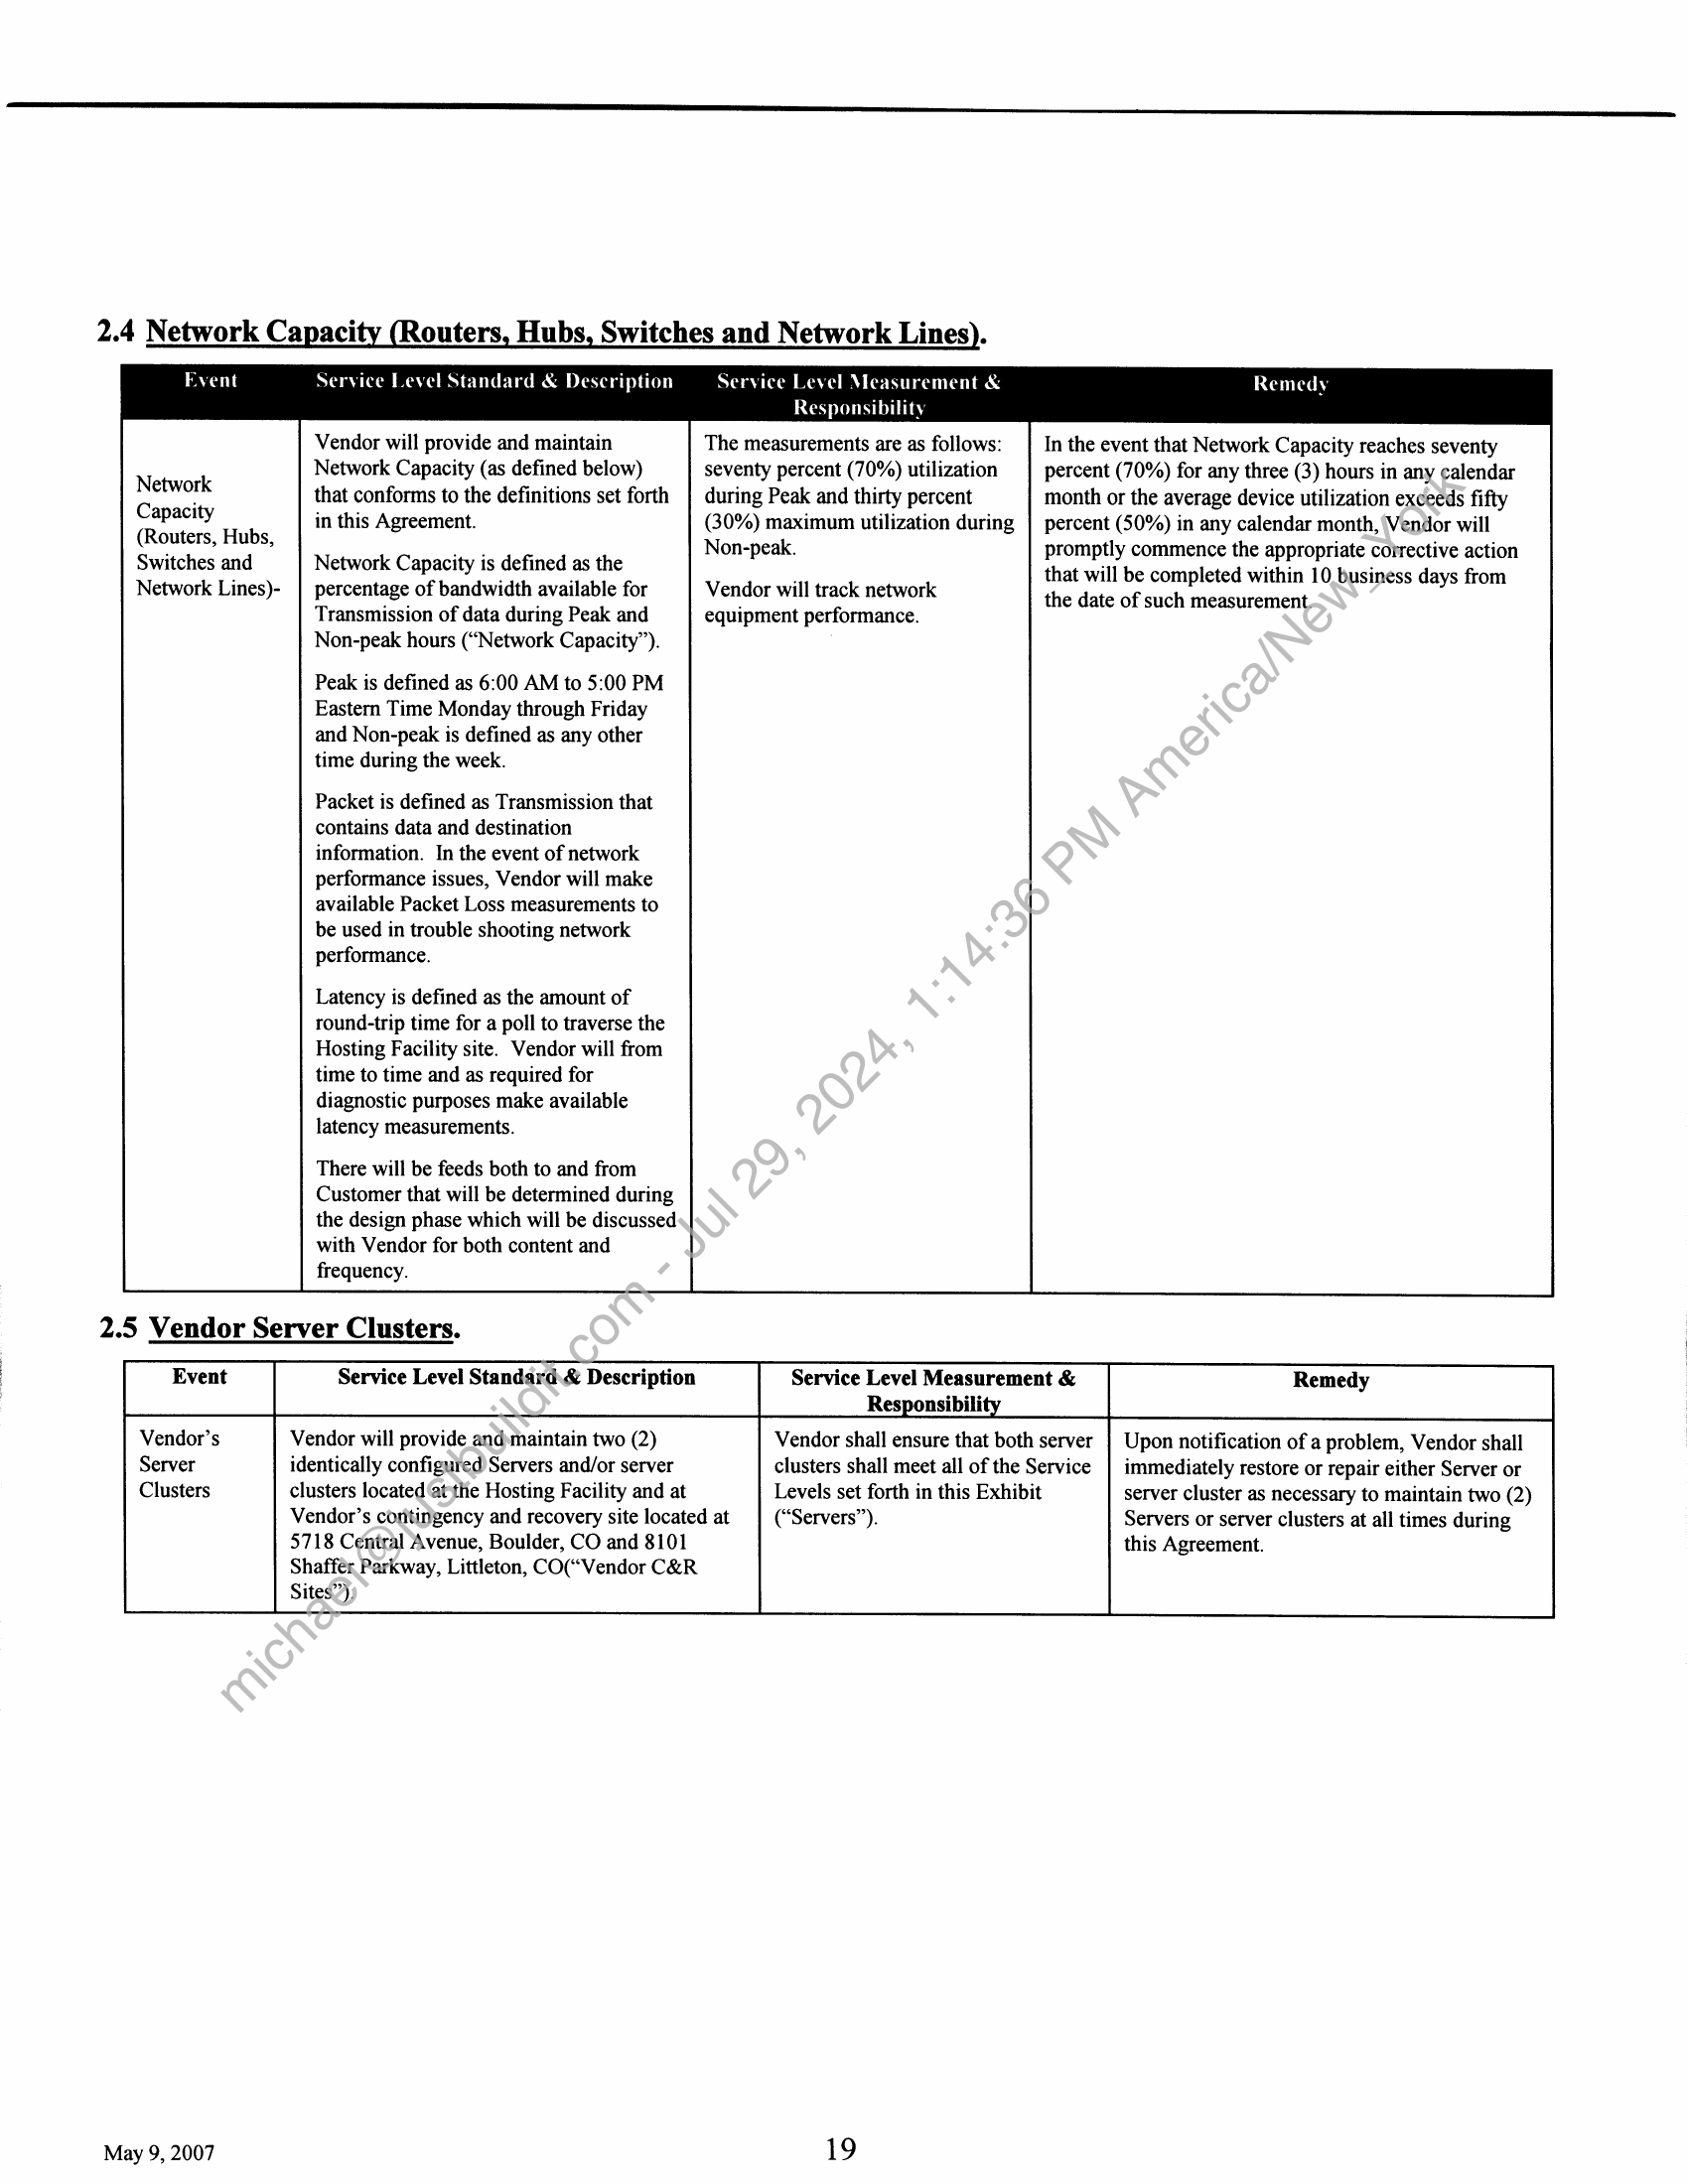 2.4 Network Capacity (Routers, Hubs, Switches and Network Lines).
Event
Service Level Standard & Description
Service Level Measurement &
Responsibility
Remedy
Network
Capacity
(Routers, Hubs,
Switches and
Network Lines)-
Vendor will provide and maintain
Network Capacity (as defined below)
that conforms to the definitions set forth
in this Agreement.
Network Capacity is defined as the
percentage of bandwidth available for
Transmission of data during Peak and
Non-peak hours (“Network Capacity”).
Peak is defined as 6:00 AM to 5:00 PM
Eastern Time Monday through Friday
and Non-peak is defined as any other
time during the week.
Packet is defined as Transmission that
contains data and destination
information.  In the event of network
performance issues, Vendor will make
available Packet Loss measurements to
be used in trouble shooting network
performance.
Latency is defined as the amount of
round-trip time for a poll to traverse the
Hosting Facility site.  Vendor will from
time to time and as required for
diagnostic purposes make available
latency measurements.
There will be feeds both to and from
Customer that will be determined during
the design phase which will be discussed
with Vendor for both content and
frequency.
The measurements are as follows:
seventy percent (70%) utilization
during Peak and thirty percent
(30%) maximum utilization during
Non-peak.
Vendor will track network
equipment performance.
In the event that Network Capacity reaches seventy
percent (70%) for any three (3) hours in any calendar
month or the average device utilization exceeds fifty
percent (50%) in any calendar month, Vendor will
promptly commence the appropriate corrective action
that will be completed within 10 business days from
the date of such measurement
2.5 Vendor Server Clusters.
Event
Service Level Standard & Description
Service Level Measurement &
Responsibility
Remedy
Vendor’s
Server
Clusters
Vendor will provide and maintain two (2)
identically configured Servers and/or server
clusters located at the Hosting Facility and at
Vendor’s contingency and recovery site located at
5718 Central Avenue, Boulder, CO and 8101
Shaffer Parkway, Littleton, CO(“Vendor C&R
Sites”).
Vendor shall ensure that both server
clusters shall meet all of the Service
Levels set forth in this Exhibit
(“Servers”).
Upon notification of a problem, Vendor shall
immediately restore or repair either Server or
server cluster as necessary to maintain two (2)
Servers or server clusters at all times during
this Agreement.
michael@justbuildit.com - Jul 29, 2024, 1:14:36 PM America/New_York
May 9, 2007
19